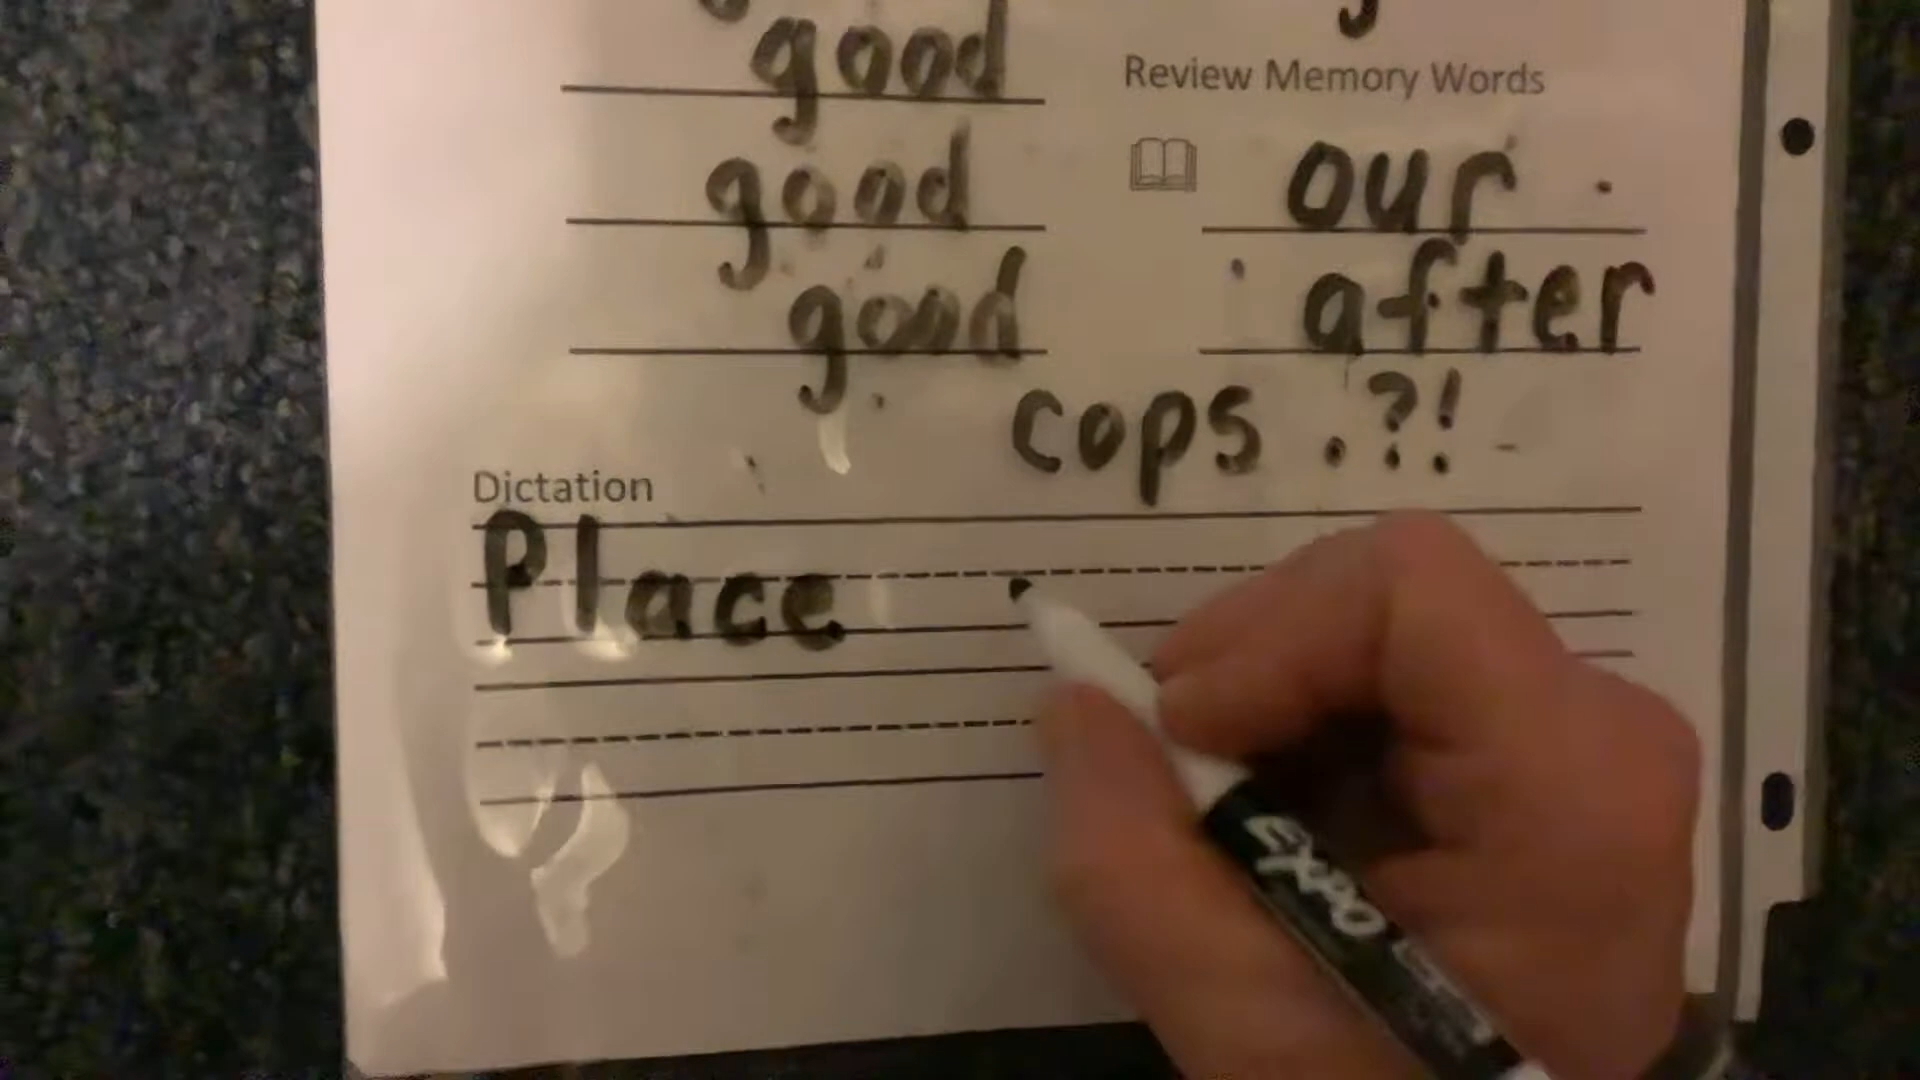 good
good
good
Review Memory Words
our
after
cops .?!
Dictation
Place
EXPO